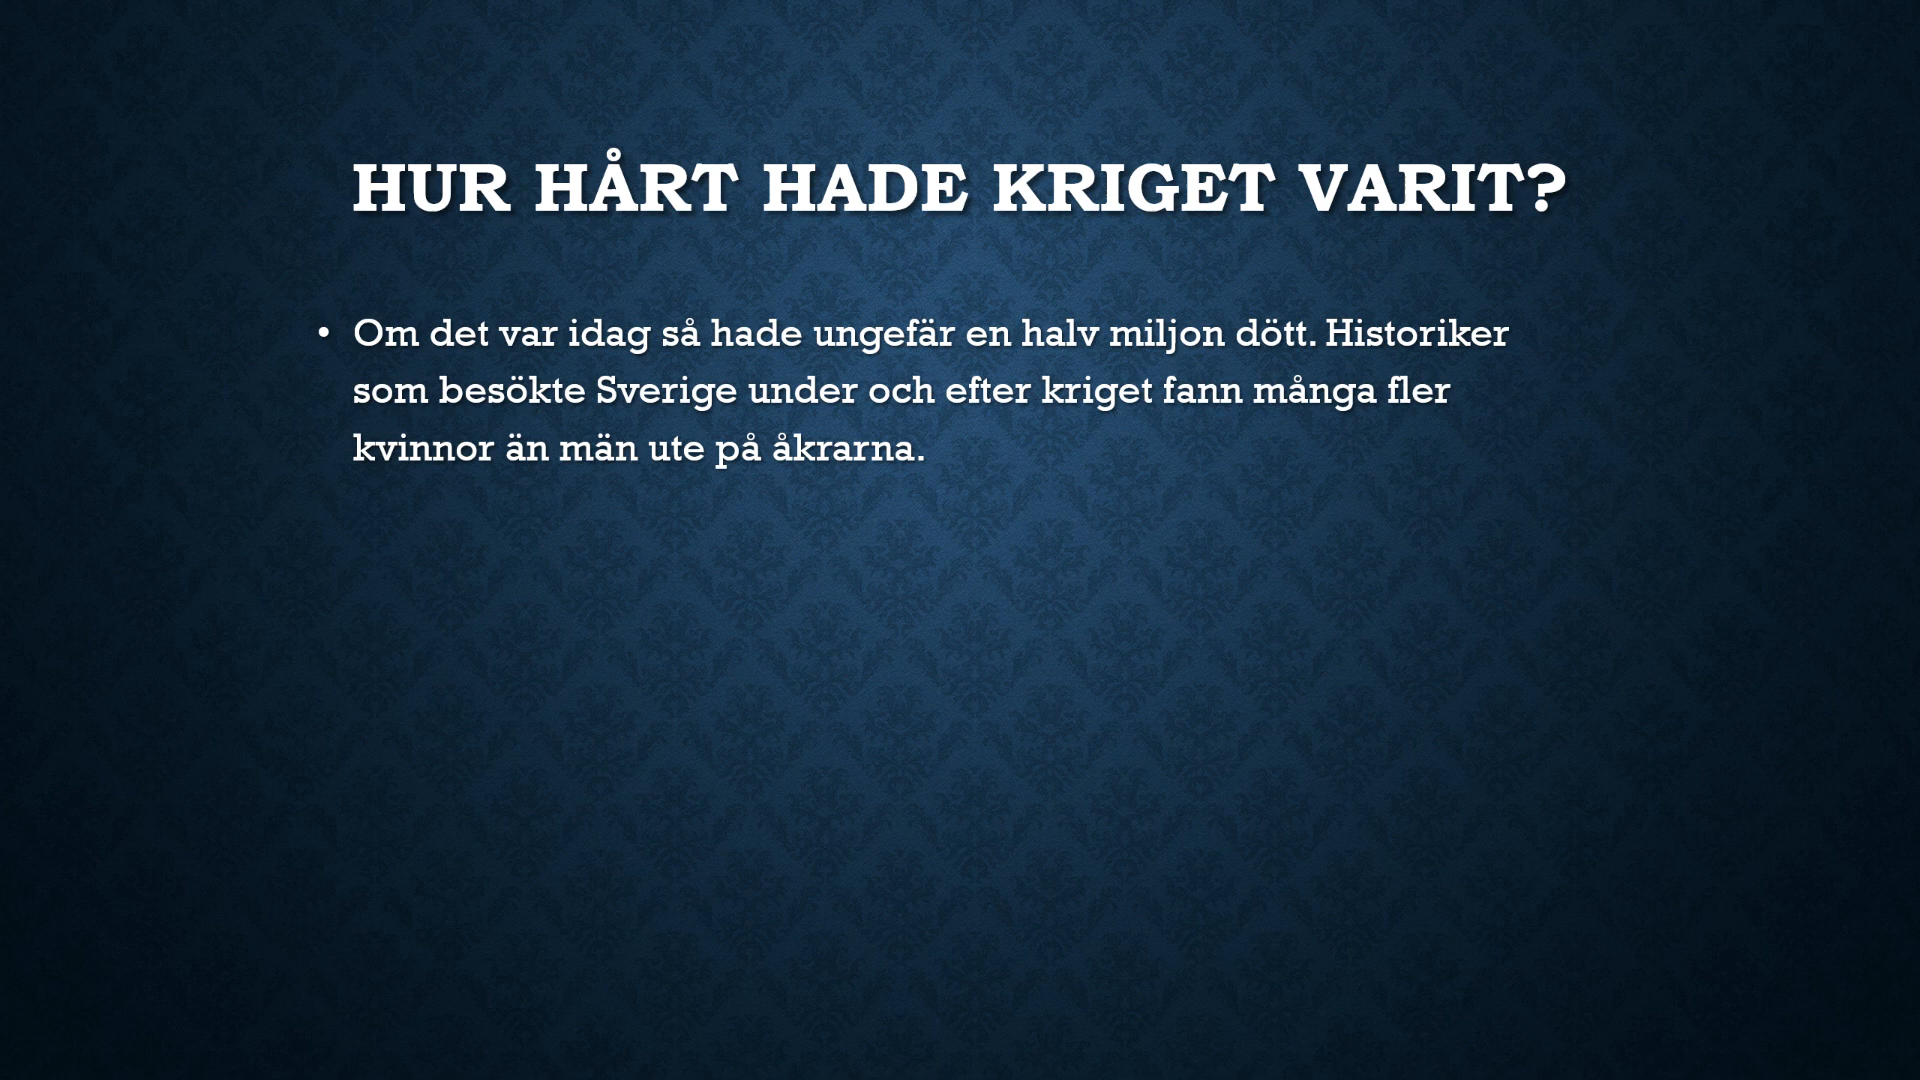 HUR HÅRT HADE KRIGET VARIT?
• Om det var idag så hade ungefär en halv miljon dött. Historiker
som besökte Sverige under och efter kriget fann många fler
kvinnor än män ute på åkrarna.